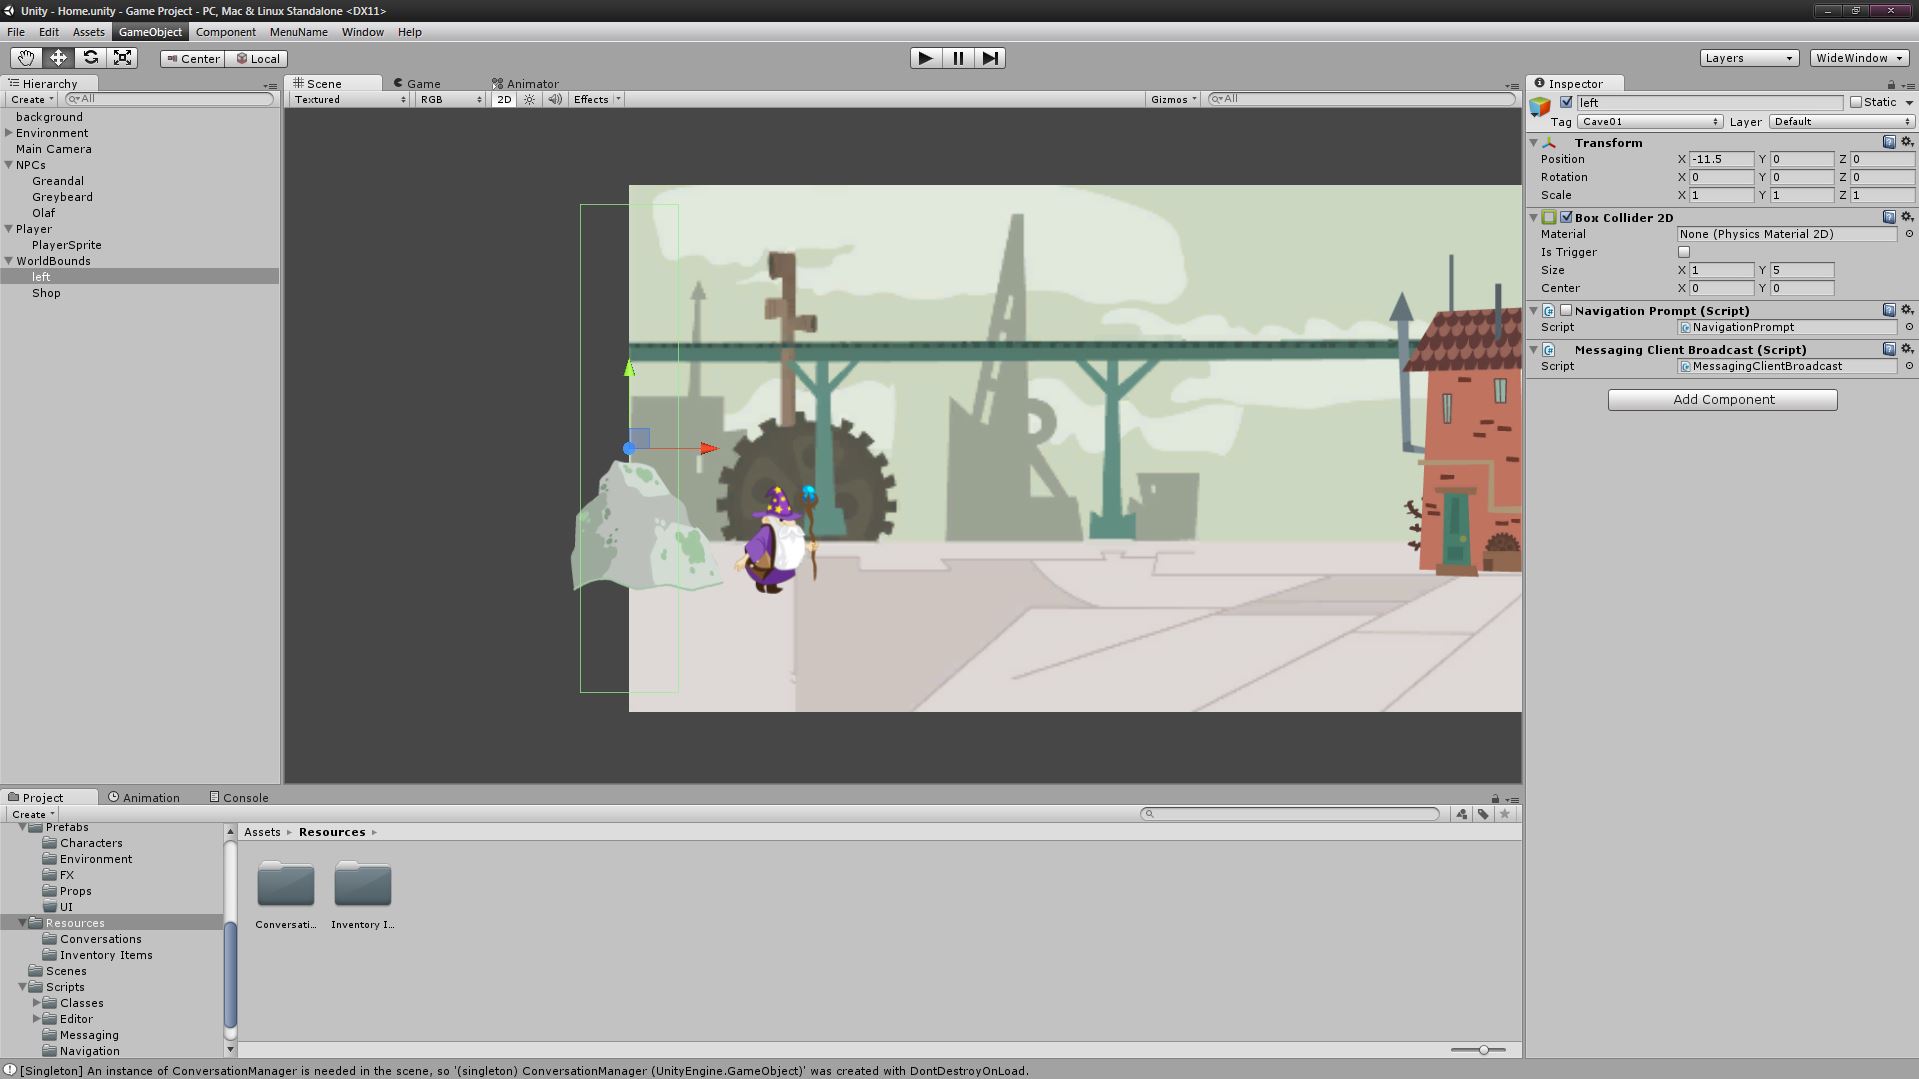 Unity - Home.unity - Game Project - PC, Mac & Linux Standalone <DX11>
File Edit Assets GameObject Component MenuName Window Help
Center Local Layers WideWindow
Hierarchy
Create All
background
Environment
Main Camera
NPCs
Greandal
Greybeard
Olaf
Player
PlayerSprite
WorldBounds
left
Shop
Scene Game Animator
Textured RGB 2D Effects Gizmos All
Inspector
left Static
Tag Cave01 Layer Default
Transform
Position X -11.5 Y 0 Z 0
Rotation X 0 Y 0 Z 0
Scale X 1 Y 1 Z 1
Box Collider 2D
Material None (Physics Material 2D)
Is Trigger
Size X 1 Y 5
Center X 0 Y 0
Navigation Prompt (Script)
Script NavigationPrompt
Messaging Client Broadcast (Script)
Script MessagingClientBroadcast
Add Component
Project Animation Console
Create
Prefabs
Characters
Environment
FX
Props
UI
Resources
Conversations
Inventory Items
Scenes
Scripts
Classes
Editor
Messaging
Navigation
Assets Resources
Conversati... Inventory I...
[Singleton] An instance of ConversationManager is needed in the scene, so '(singleton) ConversationManager (UnityEngine.GameObject)' was created with DontDestroyOnLoad.